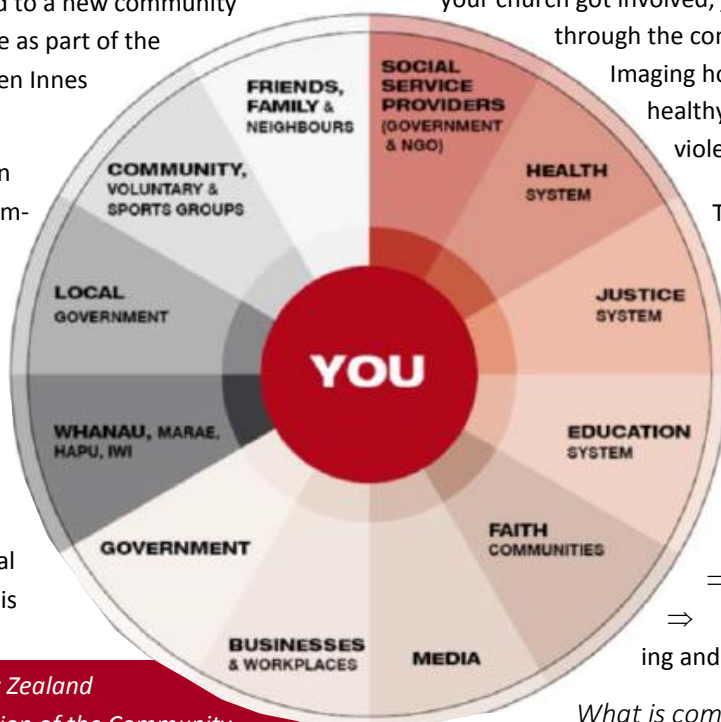 d to a new community
e as part of the
en Innes
n
m-
al
is
Zealand
ion of the Community
your church got involved,
through the con
Imaging ho
healthy
viole
T
⇒
⇒
ing and
What is com
FRIENDS,
FAMILY &
NEIGHBOURS
SOCIAL
SERVICE
PROVIDERS
(GOVERNMENT
& NGO)
HEALTH
SYSTEM
JUSTICE
SYSTEM
EDUCATION
SYSTEM
FAITH
COMMUNITIES
MEDIA
BUSINESSES
& WORKPLACES
GOVERNMENT
WHANAU, MARAE,
HAPU, IWI
LOCAL
GOVERNMENT
COMMUNITY,
VOLUNTARY &
SPORTS GROUPS
YOU